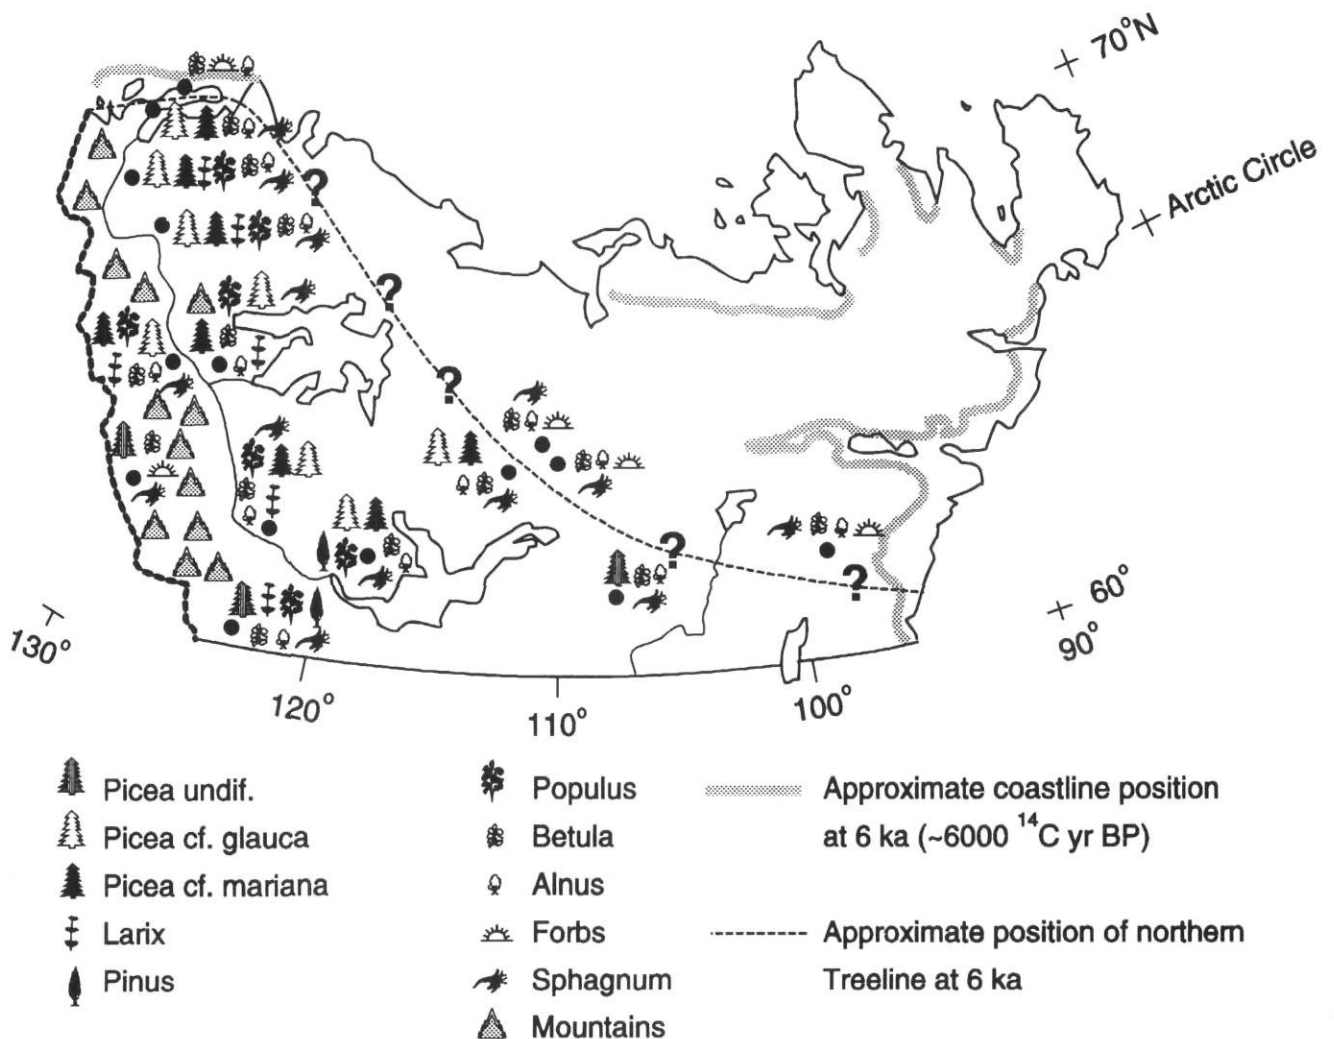 70°N
Arctic Circle
?
?
?
?
?
60°
90°
130°
120°
110°
100°
Picea undif.
Picea cf. glauca
Picea cf. mariana
Larix
Pinus
Populus
Betula
Alnus
Forbs
Sphagnum
Mountains
Approximate coastline position
at 6 ka (~6000 ¹⁴C yr BP)
Approximate position of northern
Treeline at 6 ka